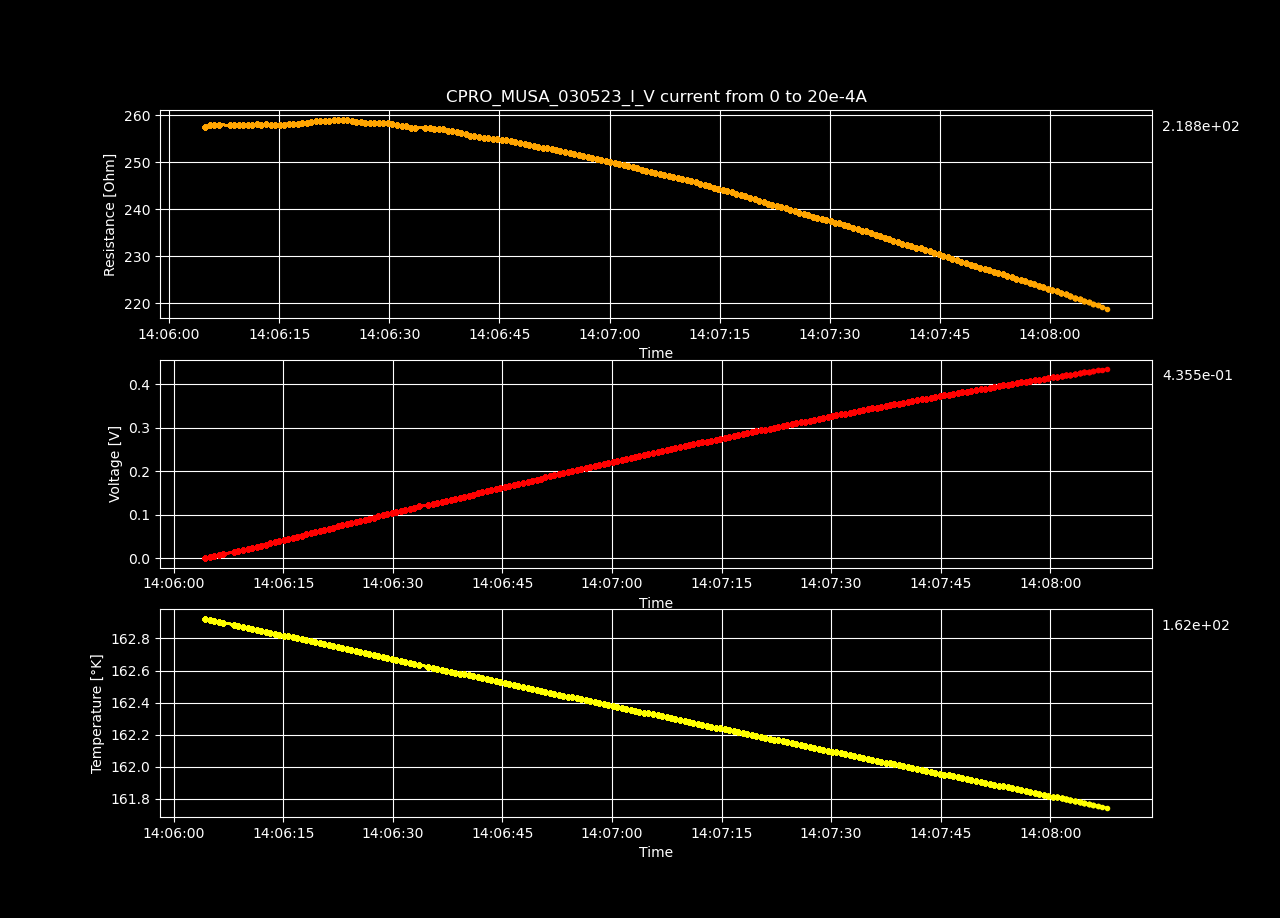 CPRO_MUSA_030523_I_V current from 0 to 20e-4A
2.188e+02
Resistance [Ohm]
260
250
240
230
220
14:06:00 14:06:15 14:06:30 14:06:45 14:07:00 14:07:15 14:07:30 14:07:45 14:08:00
Time
4.355e-01
Voltage [V]
0.4
0.3
0.2
0.1
0.0
14:06:00 14:06:15 14:06:30 14:06:45 14:07:00 14:07:15 14:07:30 14:07:45 14:08:00
Time
1.62e+02
Temperature [°K]
162.8
162.6
162.4
162.2
162.0
161.8
14:06:00 14:06:15 14:06:30 14:06:45 14:07:00 14:07:15 14:07:30 14:07:45 14:08:00
Time